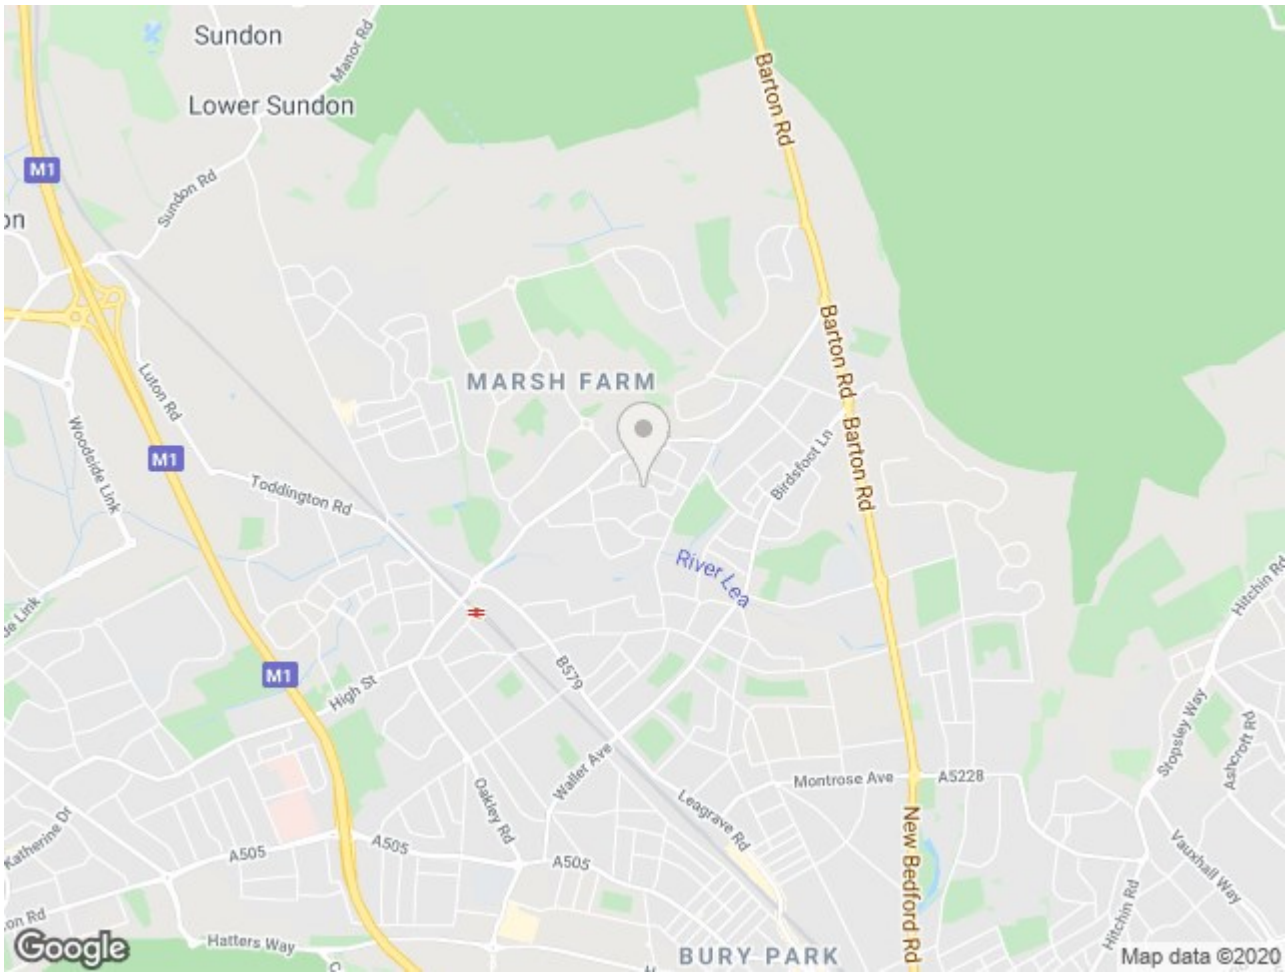 Sundon
Manor Rd
Barton Rd
Lower Sundon
M1
Sundon Rd
on
Barton Rd
MARSH FARM
Luton Rd
Barton Rd
Woodside Link
M1
Birdsfoot Ln
Toddington Rd
River Lea
Hitchin Rd
de Link
B579
M1
High St
Stopsley Way
Ashcroft Rd
Waller Ave
Montrose Ave
A5228
Oakley Rd
Leagrave Rd
New Bedford Rd
Katherine Dr
A505
A505
A505
Vauxhall Way
Hitchin Rd
on Rd
Hatters Way
C
H
BURY PARK
Google
Map data ©2020